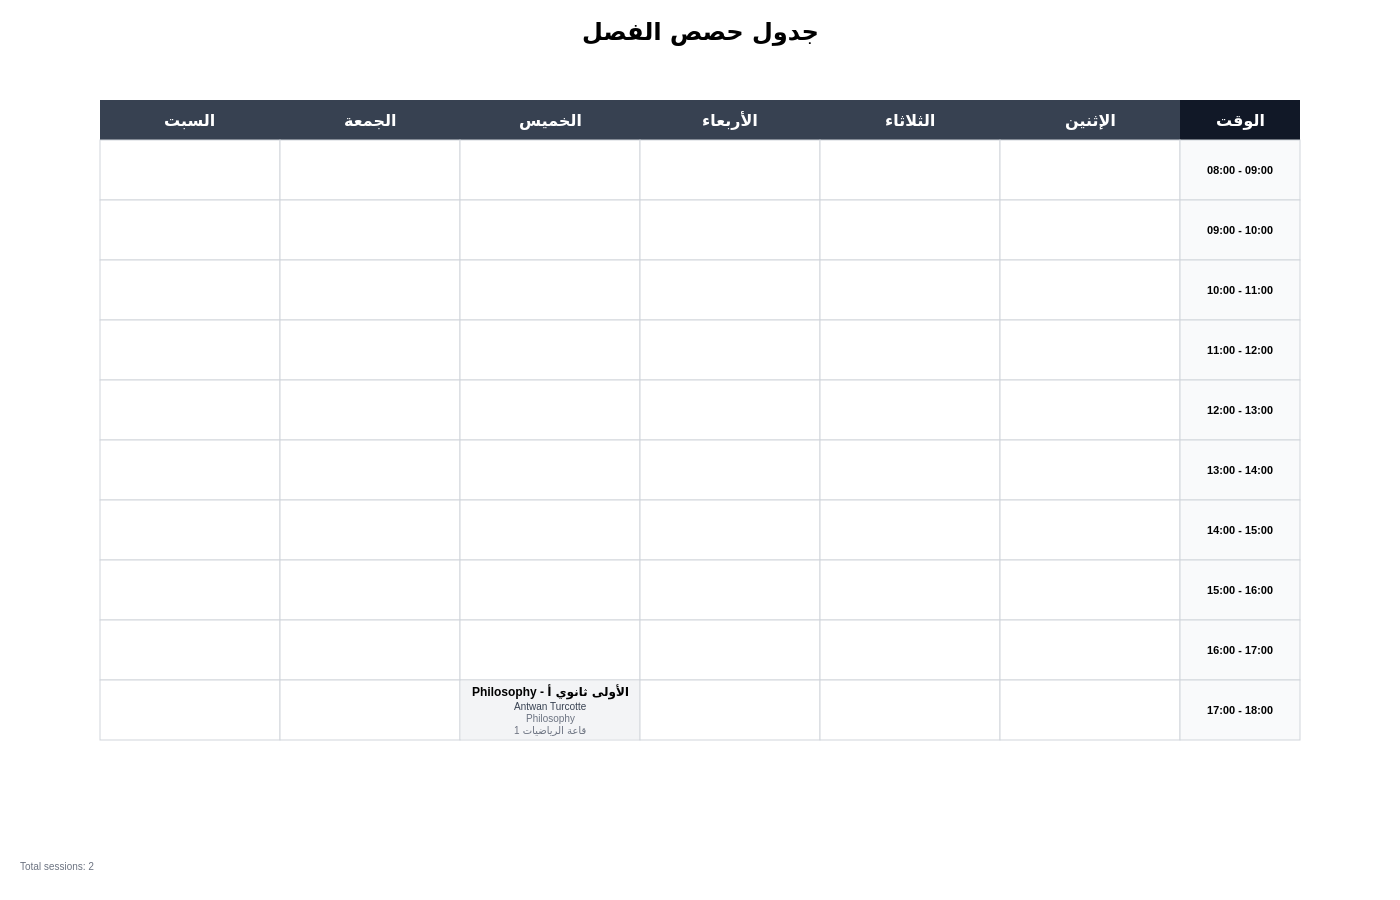 جدول حصص الفصل
الوقت
الإثنين
الثلاثاء
الأربعاء
الخميس
الجمعة
السبت
08:00 - 09:00
09:00 - 10:00
10:00 - 11:00
11:00 - 12:00
12:00 - 13:00
13:00 - 14:00
14:00 - 15:00
15:00 - 16:00
16:00 - 17:00
17:00 - 18:00
Philosophy - الأولى ثانوي أ
Antwan Turcotte
Philosophy
قاعة الرياضيات 1
Total sessions: 2